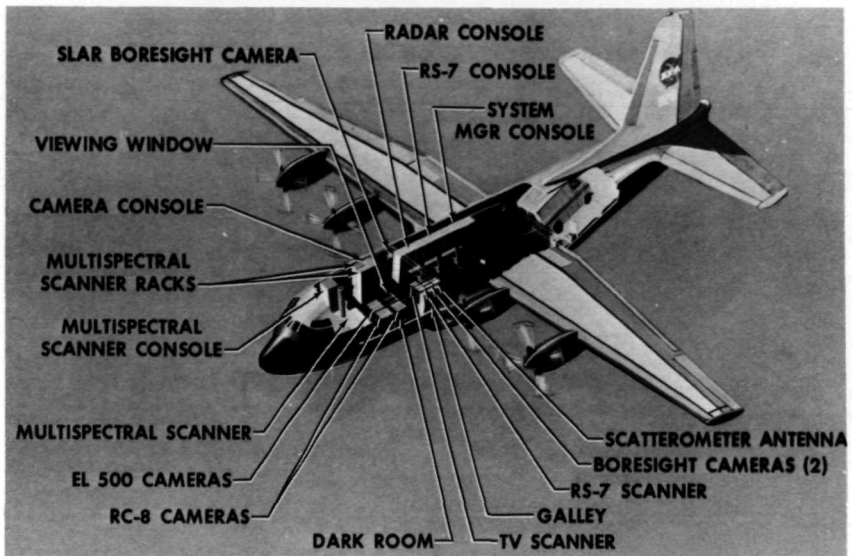 RADAR CONSOLE
SLAR BORESIGHT CAMERA
RS-7 CONSOLE
SYSTEM
MGR CONSOLE
VIEWING WINDOW
CAMERA CONSOLE
MULTISPECTRAL
SCANNER RACKS
MULTISPECTRAL
SCANNER CONSOLE
MULTISPECTRAL SCANNER
EL 500 CAMERAS
RC-8 CAMERAS
DARK ROOM
SCATTEROMETER ANTENNA
BORESIGHT CAMERAS (2)
RS-7 SCANNER
GALLEY
TV SCANNER
NASA